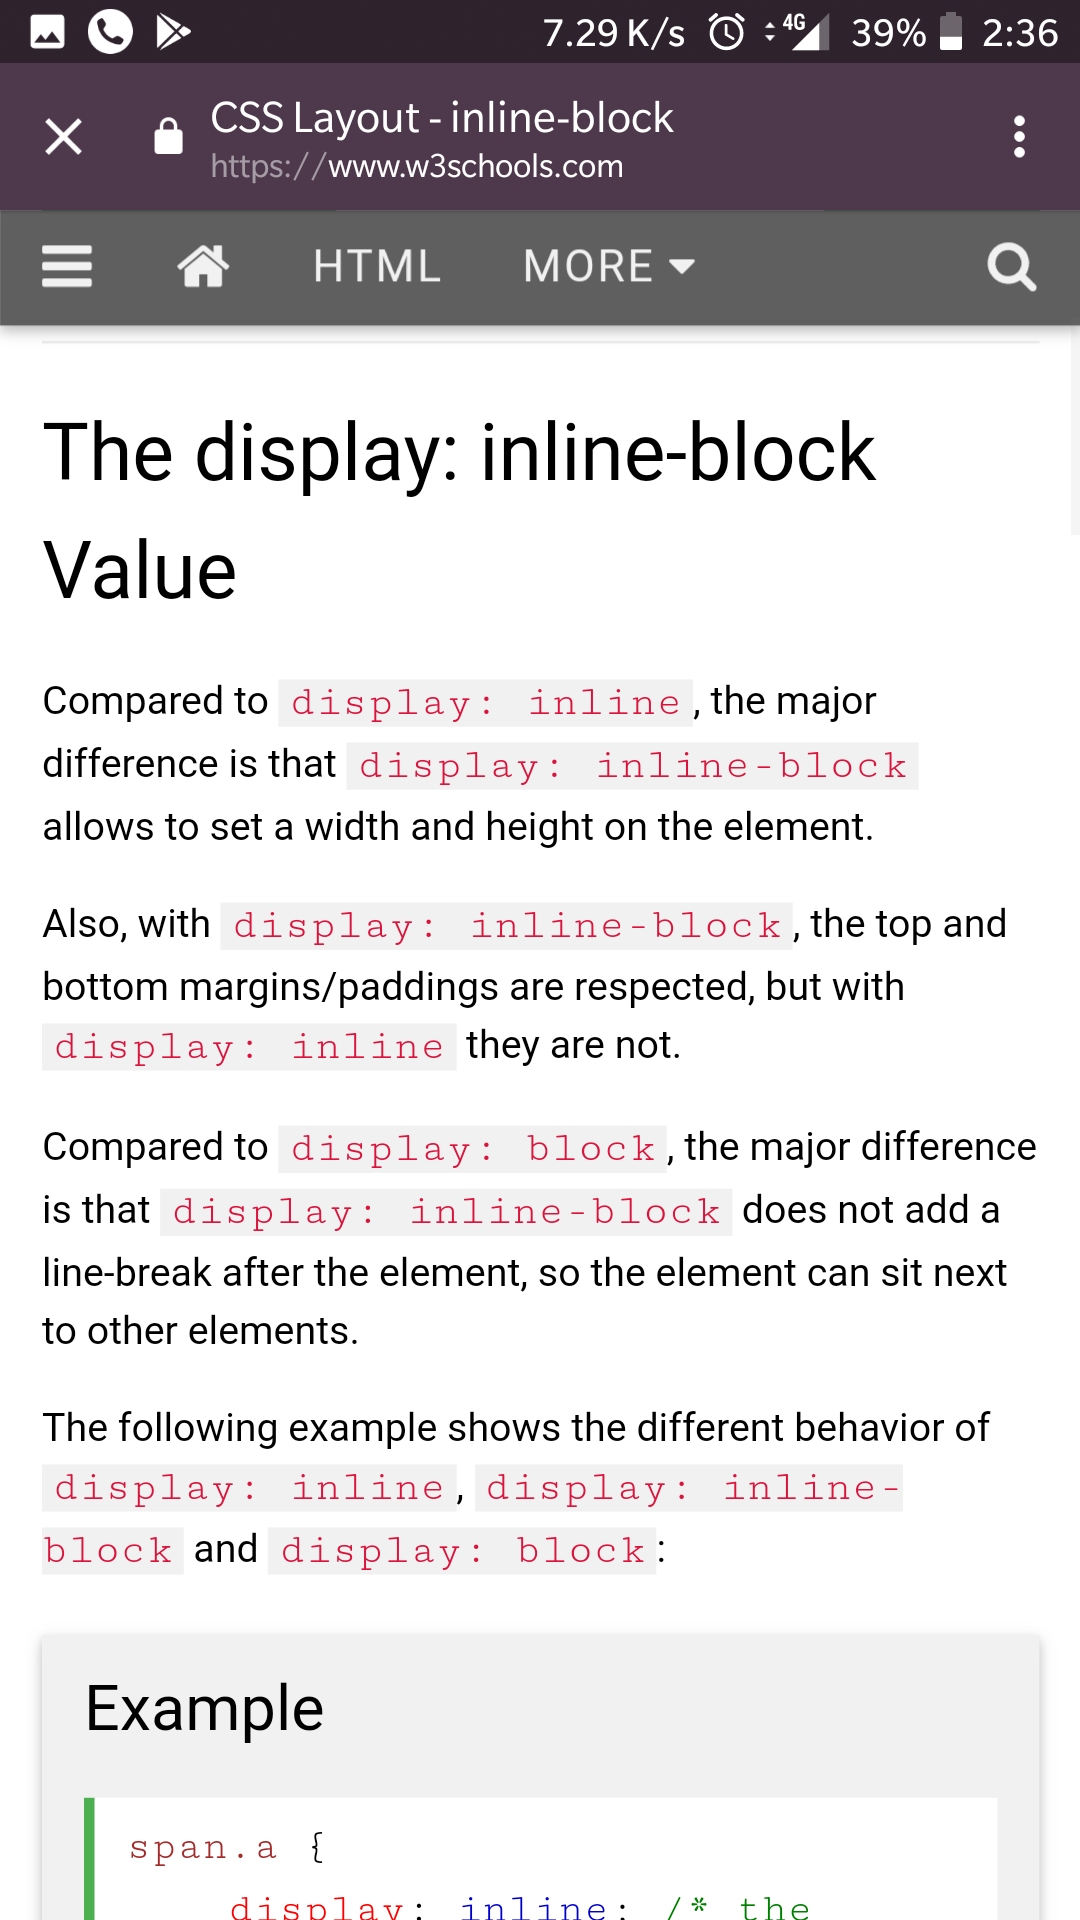 7.29 K/s 4G 39% 2:36
CSS Layout - inline-block
https://www.w3schools.com
HTML MORE
The display: inline-block
Value
Compared to display: inline, the major
difference is that display: inline-block
allows to set a width and height on the element.
Also, with display: inline-block, the top and
bottom margins/paddings are respected, but with
display: inline they are not.
Compared to display: block, the major difference
is that display: inline-block does not add a
line-break after the element, so the element can sit next
to other elements.
The following example shows the different behavior of
display: inline, display: inline-
block and display: block:
Example
span.a {
display: inline; /* the